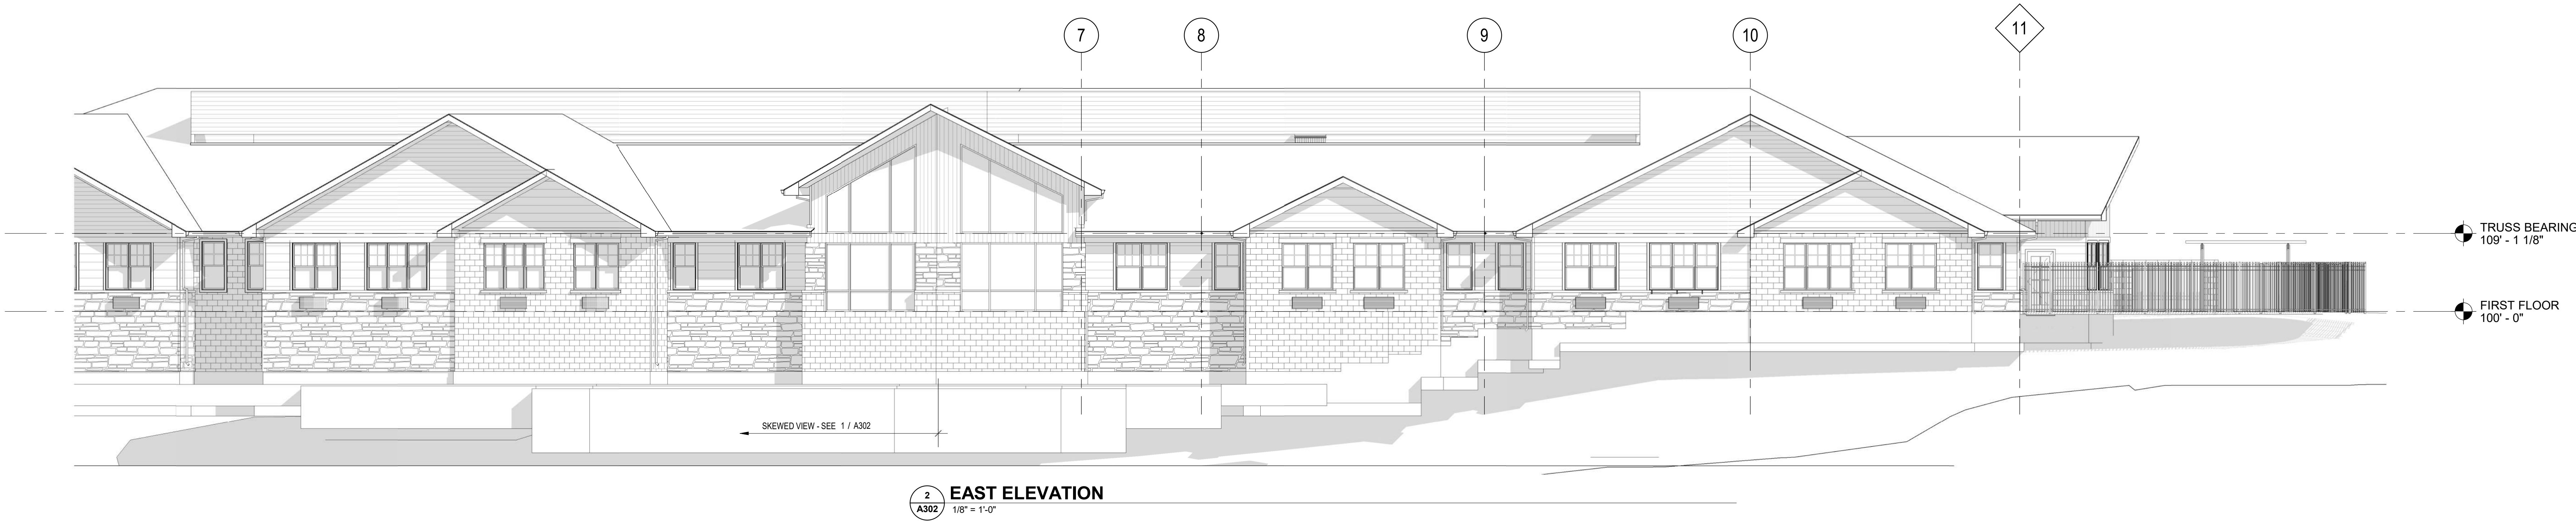 7
8
9
10
11
TRUSS BEARING
109' - 1 1/8"
FIRST FLOOR
100' - 0"
SKEWED VIEW - SEE 1 / A302
2
A302
EAST ELEVATION
1/8" = 1'-0"